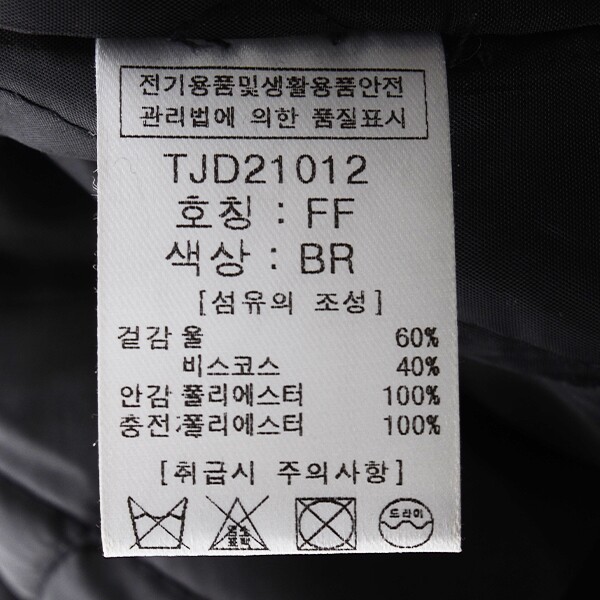 전기용품및생활용품안전
관리법에 의한 품질표시
TJD21012
호칭 : FF
색상 : BR
[섬유의 조성]
겉감 울 60%
비스코스 40%
안감 폴리에스터 100%
충전재폴리에스터 100%
[취급시 주의사항]
드라이